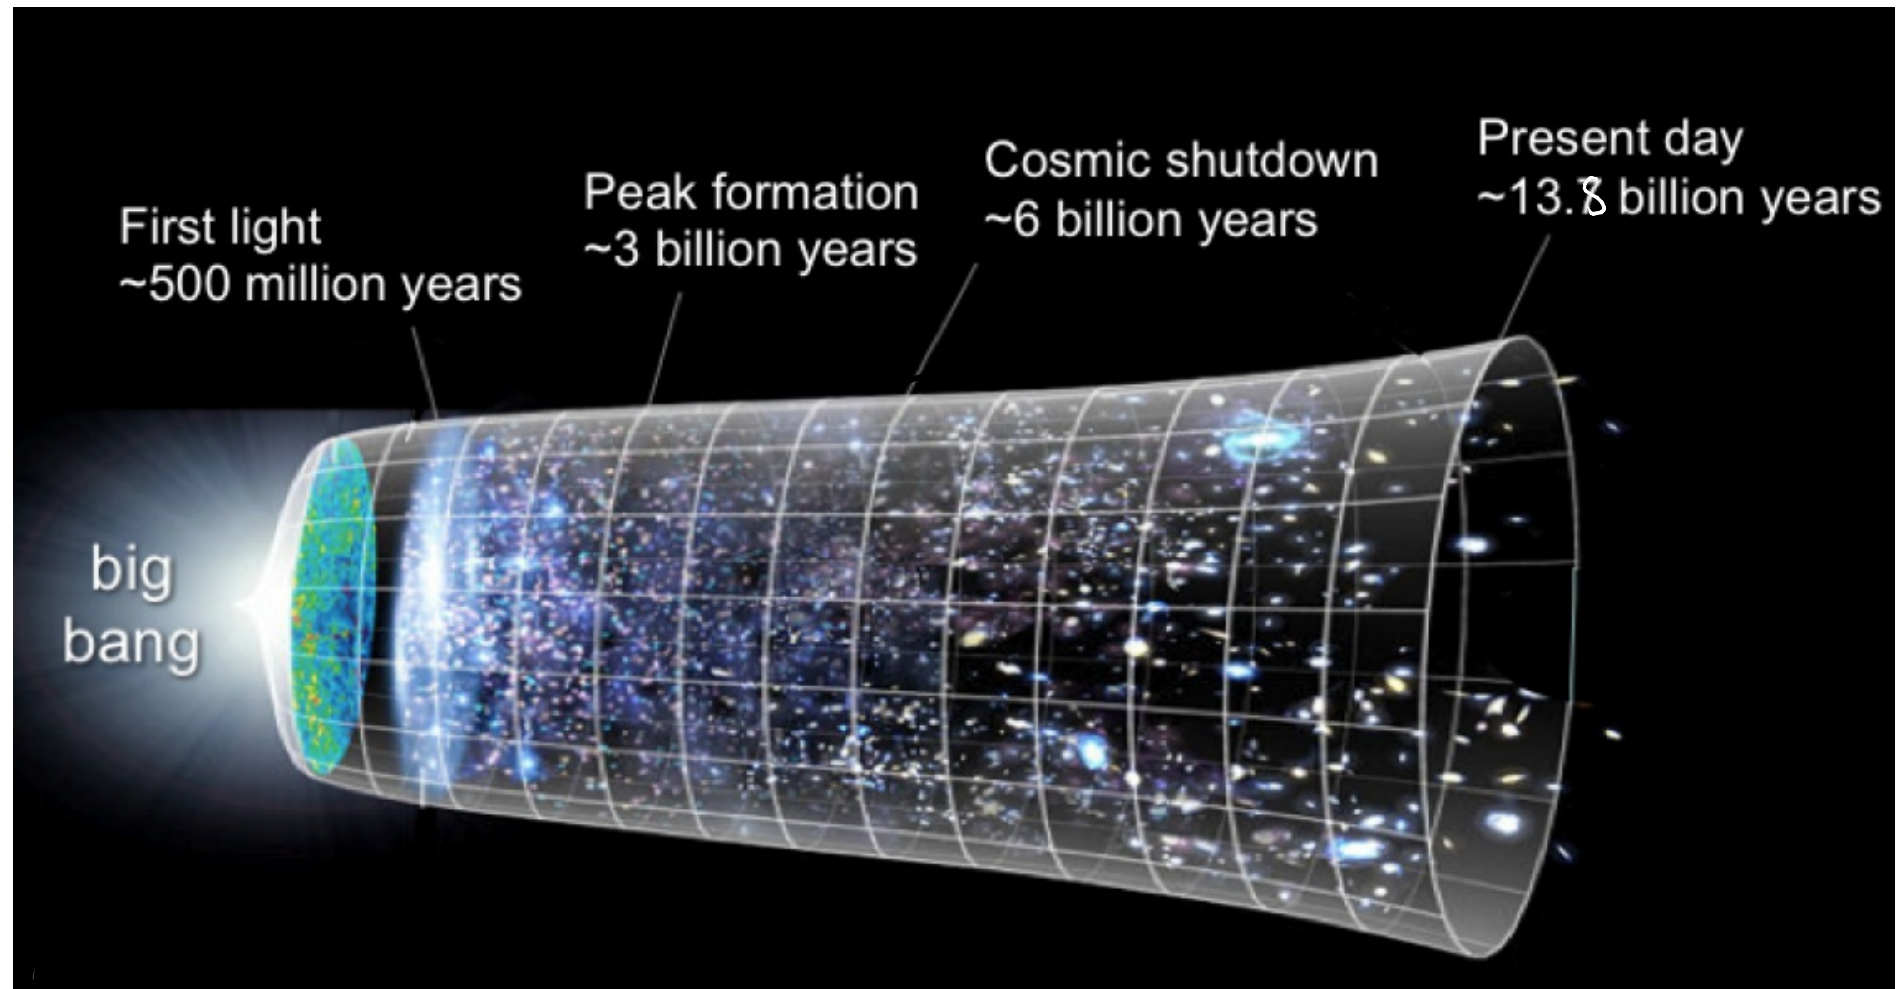 First light
~500 million years
Peak formation
~3 billion years
Cosmic shutdown
~6 billion years
Present day
~13.8 billion years
big
bang